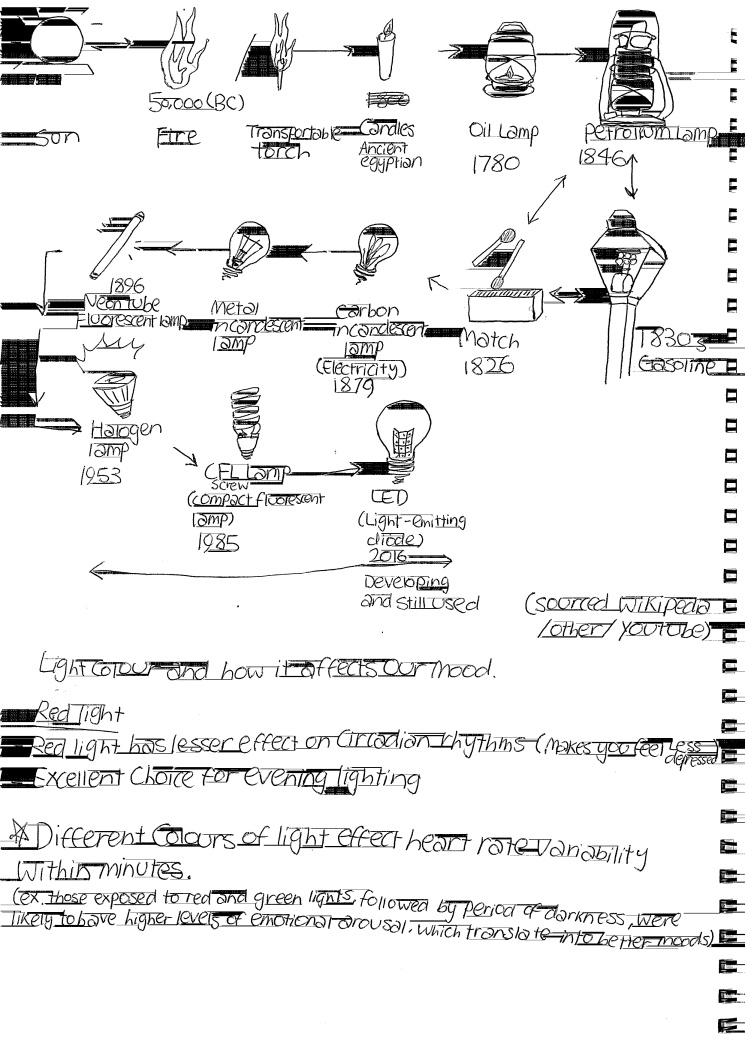 50,000 (BC)
Sun
Fire
Transportable
torch
Candles
Ancient
egyptian
Oil Lamp
1780
Petrolium Lamp
1846
1896
Neon tube
Fluorescent lamp
Metal
incandescent
lamp
Carbon
incandescent
lamp
(Electricity)
1879
Match
1826
1830s
Gasoline
Halogen
lamp
1953
CFL Lamp
screw
(compact fluorescent
lamp)
1985
LED
(Light-emitting
diode)
2016
Developing
and still used
(sourced Wikipedia
/other/ YOUTUBE)
Light Colour and how it affects our mood.
Red light
Red light has lesser effect on Circadian rhythms (makes you feel less
depressed)
Excellent Choice for evening lighting
☆ Different Colours of light effect heart rate variability
Within minutes.
(ex. those exposed to red and green lights, followed by period of darkness, were
likely to have higher levels of emotional arousal, which translate into better moods)